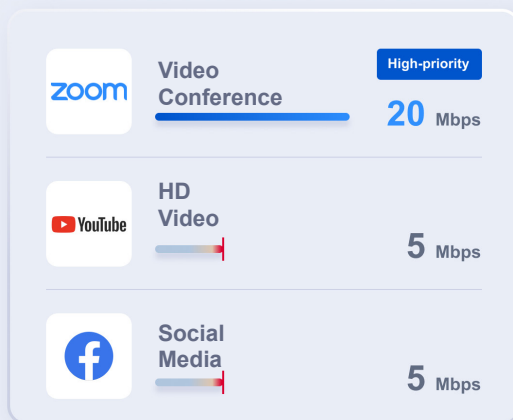 zoom
Video
Conference
High-priority
20 Mbps
YouTube
HD
Video
5 Mbps
Social
Media
5 Mbps